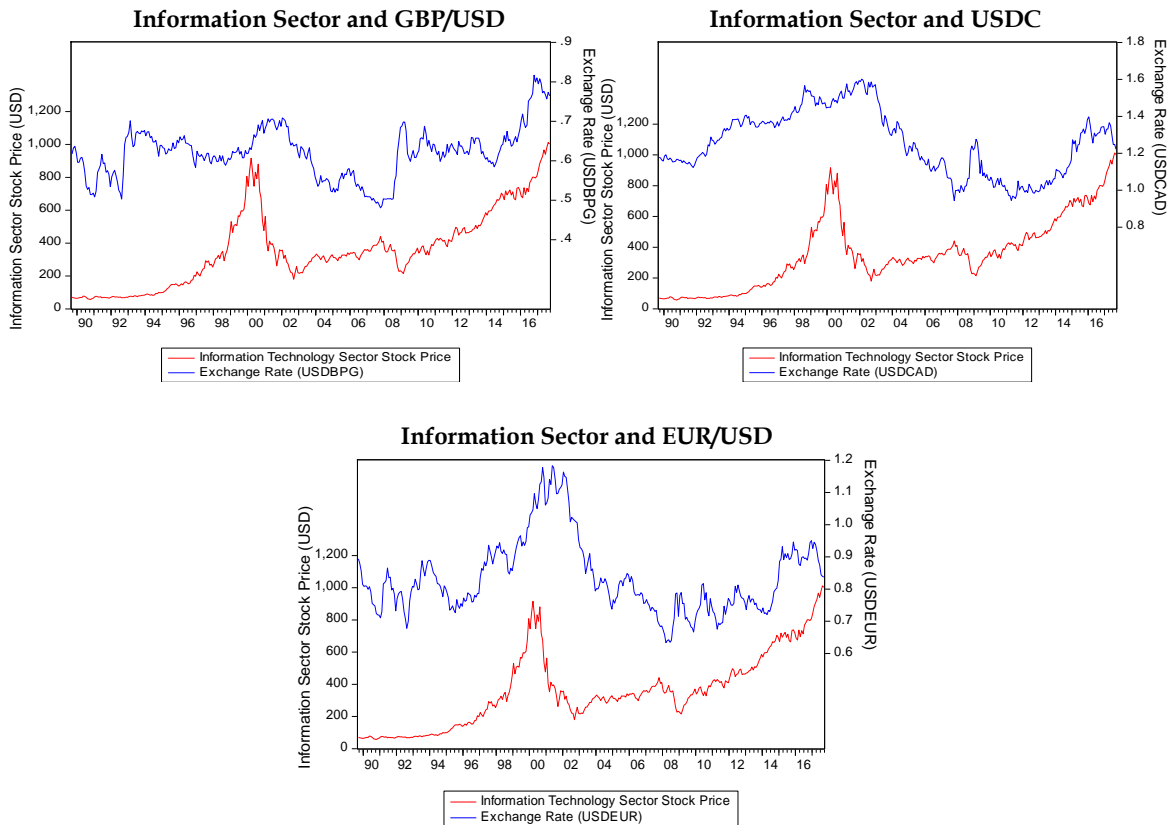 Information Sector and GBP/USD
Information Sector Stock Price (USD)
1,200
1,000
800
600
400
200
0
.9
.8
.7
.6
.5
.4
Exchange Rate (USDBPG)
90 92 94 96 98 00 02 04 06 08 10 12 14 16
Information Technology Sector Stock Price
Exchange Rate (USDBPG)
Information Sector and USDC
Information Sector Stock Price (USD)
1,200
1,000
800
600
400
200
0
1.8
1.6
1.4
1.2
1.0
0.8
Exchange Rate (USDCAD)
90 92 94 96 98 00 02 04 06 08 10 12 14 16
Information Technology Sector Stock Price
Exchange Rate (USDCAD)
Information Sector and EUR/USD
Information Sector Stock Price (USD)
1,200
1,000
800
600
400
200
0
1.2
1.1
1.0
0.9
0.8
0.7
0.6
Exchange Rate (USDEUR)
90 92 94 96 98 00 02 04 06 08 10 12 14 16
Information Technology Sector Stock Price
Exchange Rate (USDEUR)